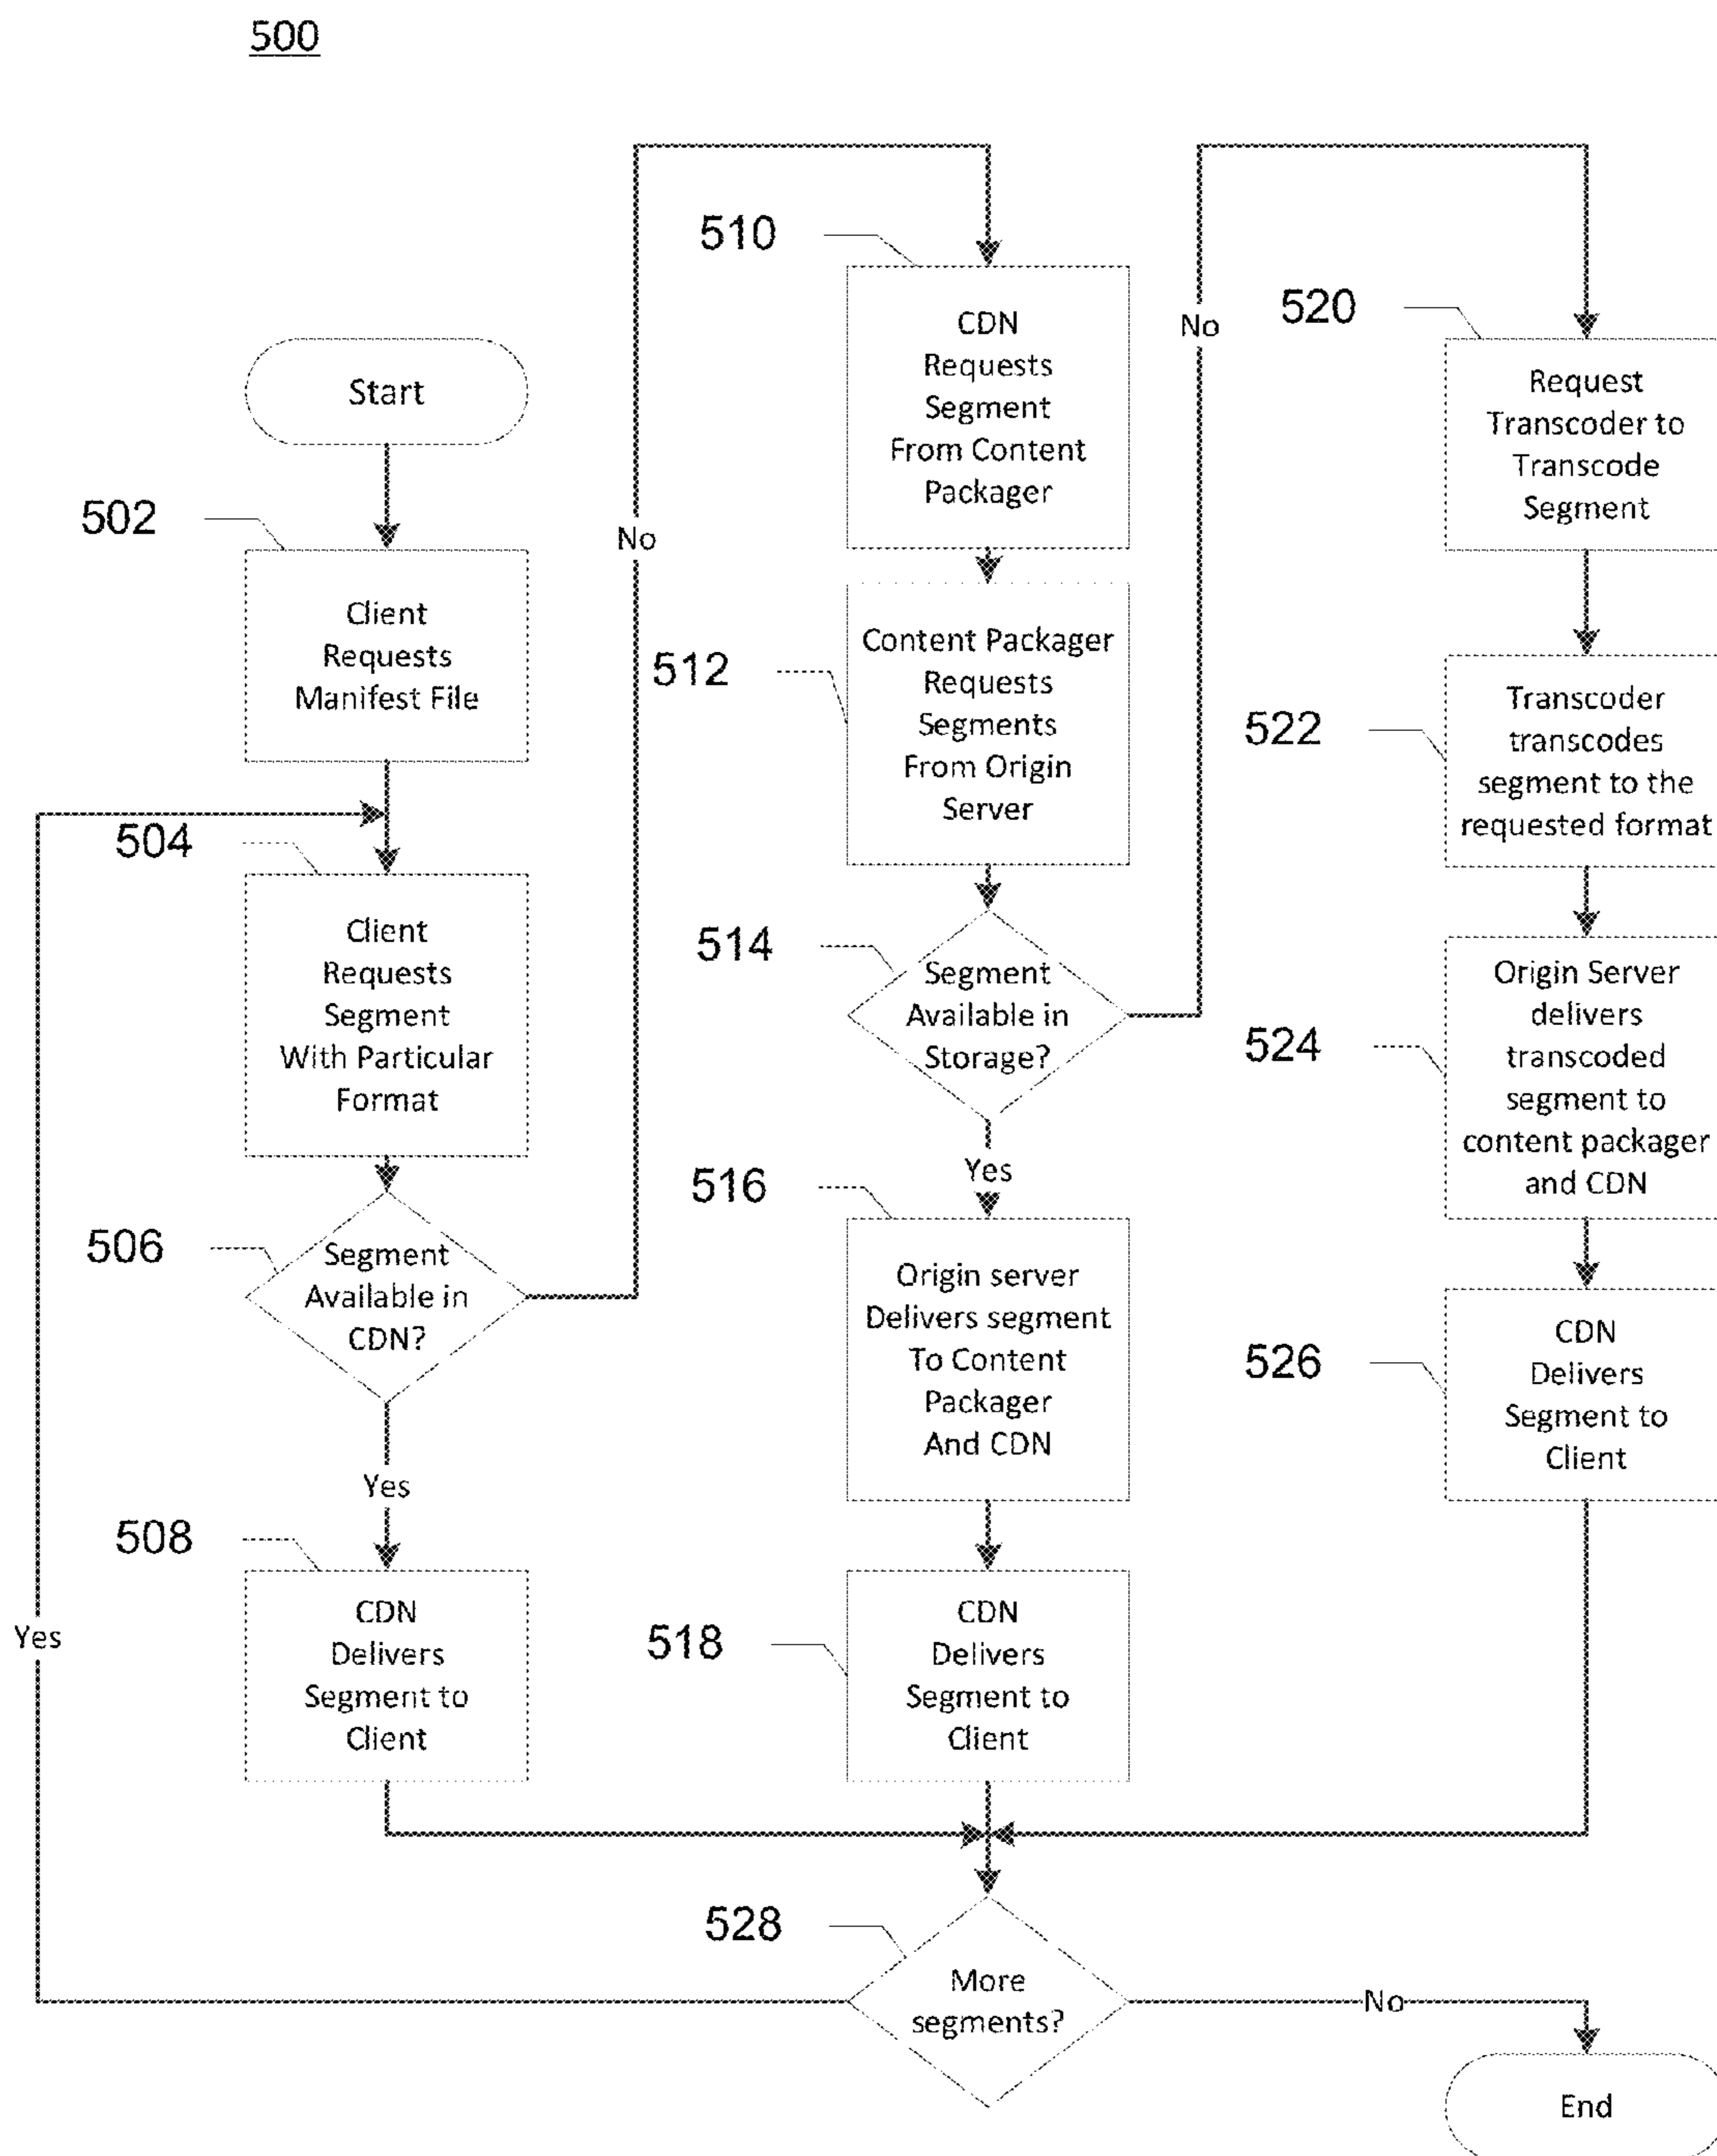 500
Start
502
Client
Requests
Manifest File
504
Client
Requests
Segment
With Particular
Format
506
Segment
Available in
CDN?
Yes
508
CDN
Delivers
Segment to
Client
Yes
No
510
CDN
Requests
Segment
From Content
Packager
512
Content Packager
Requests
Segments
From Origin
Server
514
Segment
Available in
Storage?
Yes
516
Origin server
Delivers segment
To Content
Packager
And CDN
518
CDN
Delivers
Segment to
Client
No
520
Request
Transcoder to
Transcode
Segment
522
Transcoder
transcodes
segment to the
requested format
524
Origin Server
delivers
transcoded
segment to
content packager
and CDN
526
CDN
Delivers
Segment to
Client
528
More
segments?
No
End